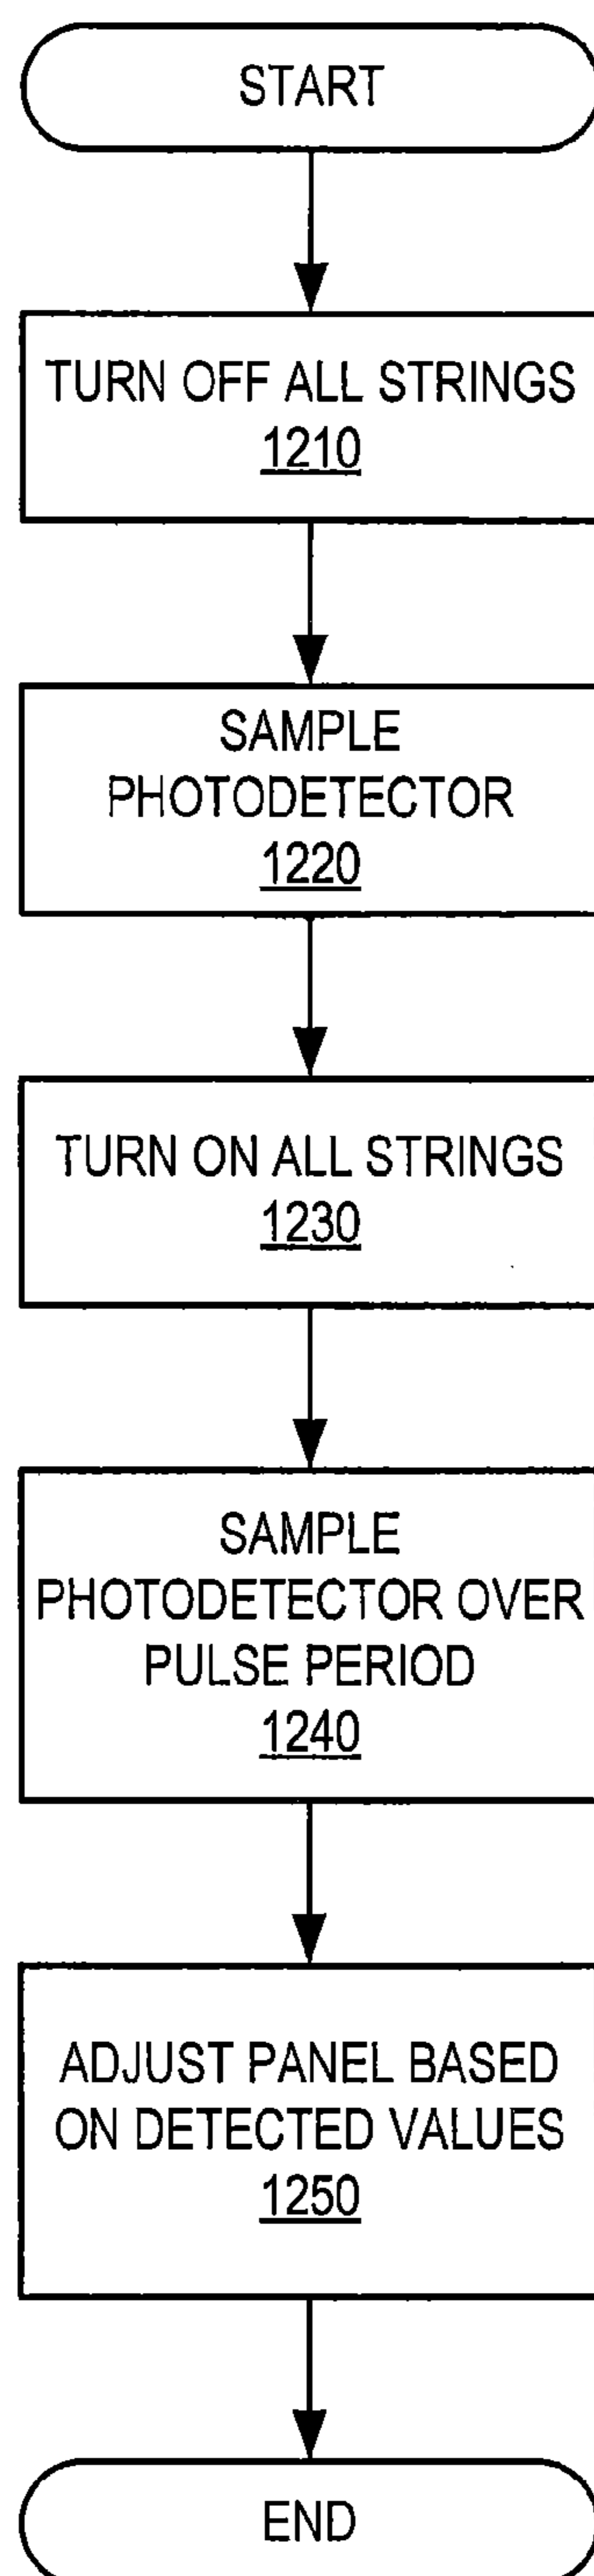 START
TURN OFF ALL STRINGS
1210
SAMPLE
PHOTODETECTOR
1220
TURN ON ALL STRINGS
1230
SAMPLE
PHOTODETECTOR OVER
PULSE PERIOD
1240
ADJUST PANEL BASED
ON DETECTED VALUES
1250
END